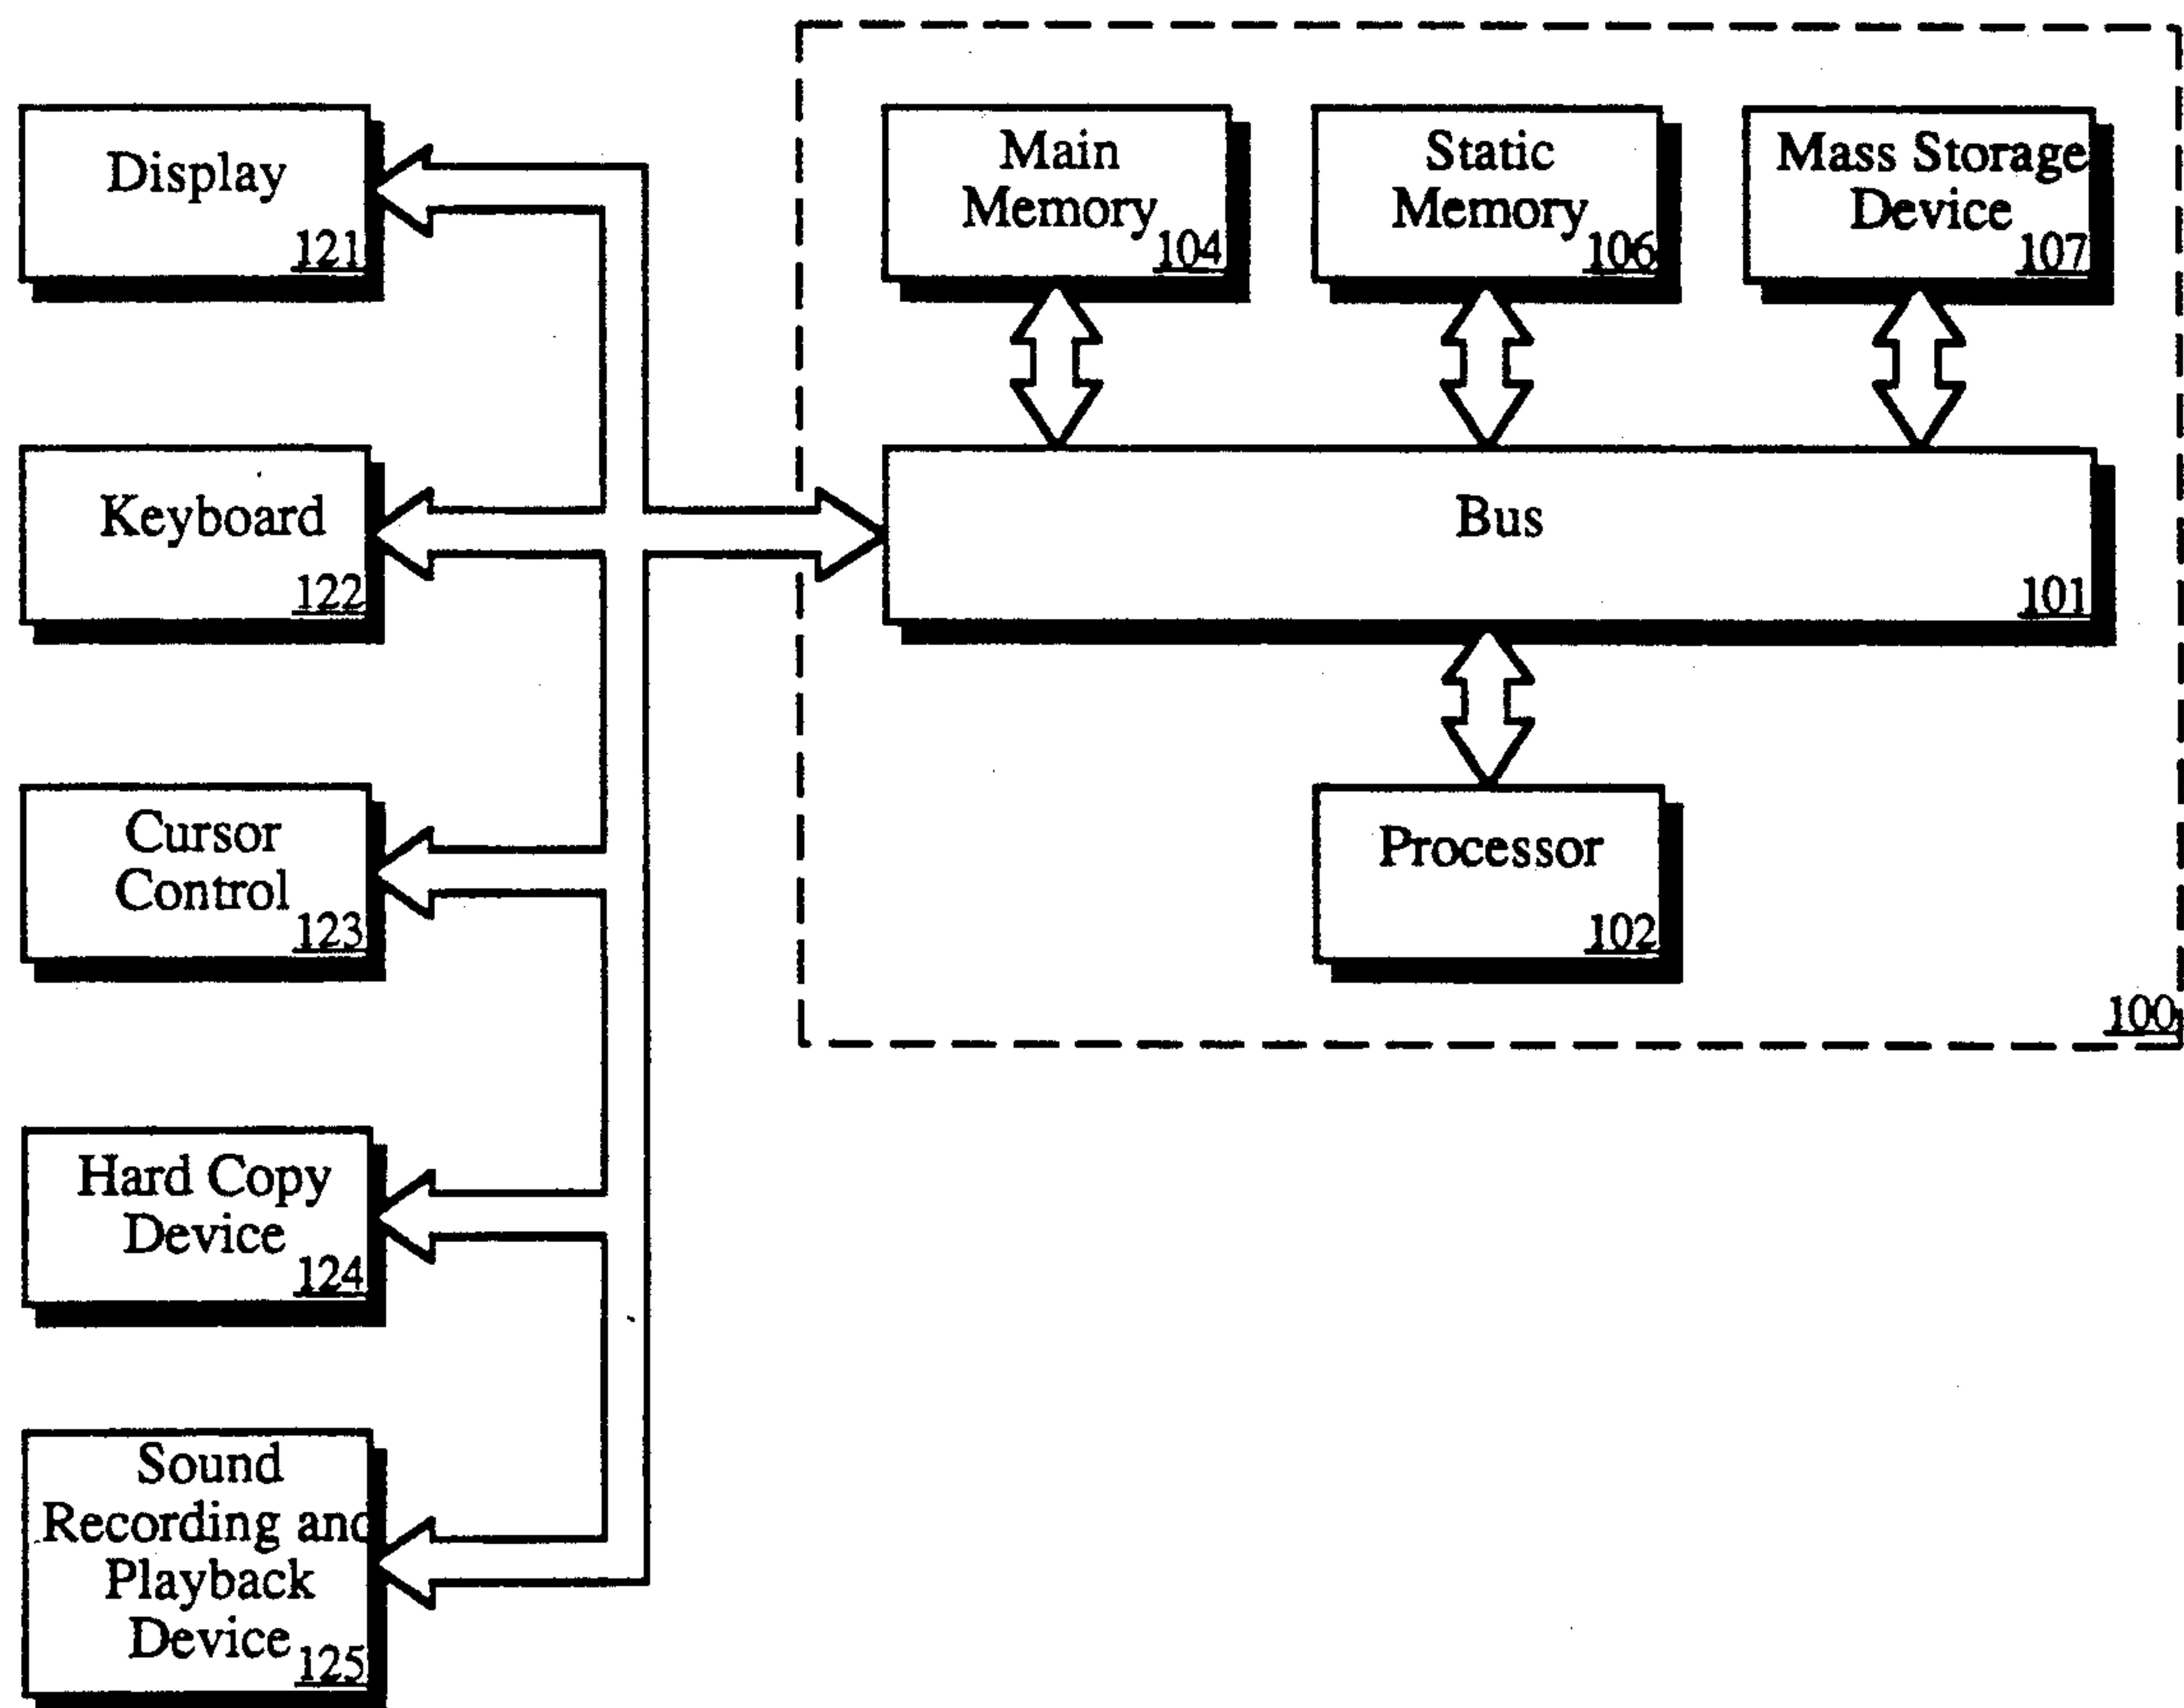 Display
121
Main
Memory
104
Static
Memory
106
Mass Storage
Device
107
Keyboard
122
Bus
101
Cursor
Control
123
Processor
102
100
Hard Copy
Device
124
Sound
Recording and
Playback
Device
125